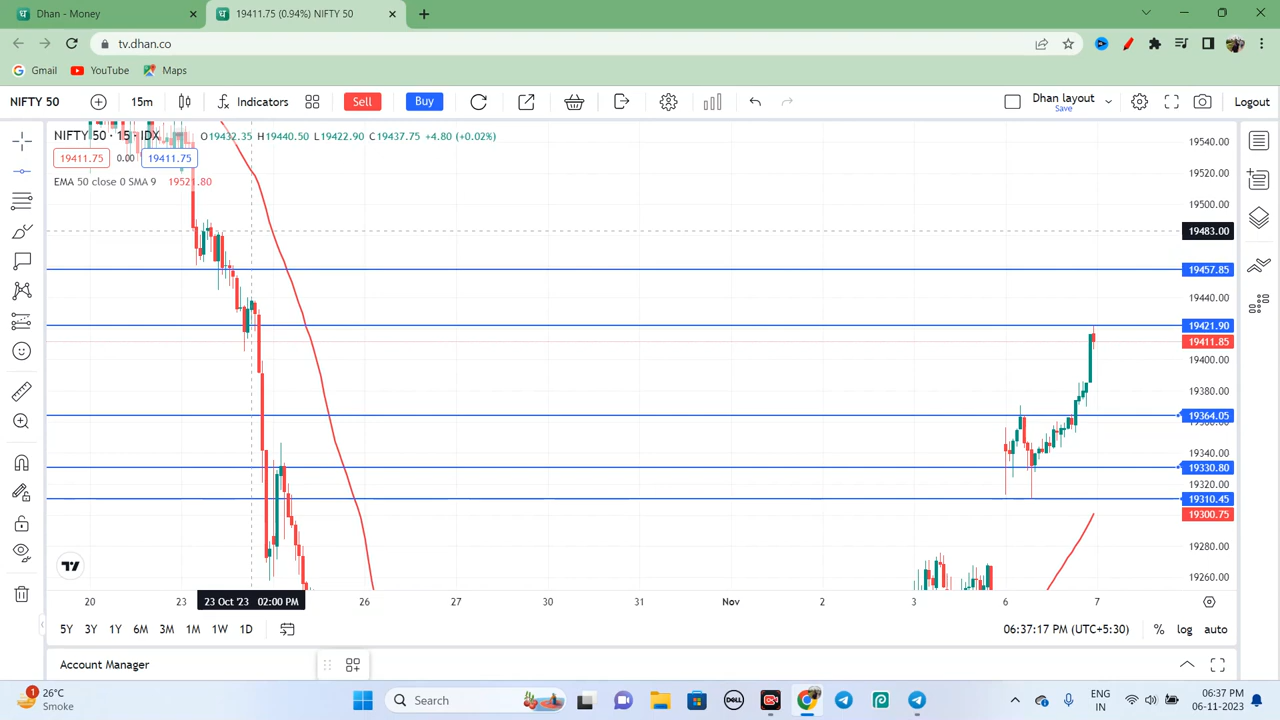 Dhan - Money
19411.75 (0.94%) NIFTY 50
tv.dhan.co
Gmail
YouTube
Maps
NIFTY 50
15m
Indicators
Sell
Buy
Dhan layout
Save
Logout
NIFTY 50 · 15 · IDX
O19432.35 H19440.50 L19422.90 C19437.75 +4.80 (+0.02%)
19411.75
0.00
19411.75
EMA 50 close 0 SMA 9 19521.80
19540.00
19520.00
19500.00
19483.00
19457.85
19440.00
19421.90
19411.85
19400.00
19380.00
19364.05
19340.00
19330.80
19320.00
19310.45
19300.75
19280.00
19260.00
20
23
23 Oct '23 02:00 PM
26
27
30
31
Nov
2
3
6
7
5Y
3Y
1Y
6M
3M
1M
1W
1D
06:37:17 PM (UTC+5:30)
%
log
auto
Account Manager
1
26°C
Smoke
Search
DELL
ENG
IN
06:37 PM
06-11-2023